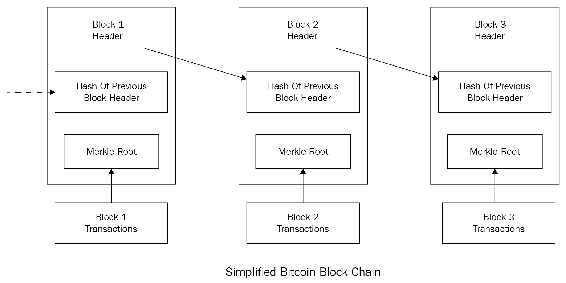 Block 1
Header
Block 2
Header
Block 3
Header
Hash Of Previous
Block Header
Hash Of Previous
Block Header
Hash Of Previous
Block Header
Merkle Root
Merkle Root
Merkle Root
Block 1
Transactions
Block 2
Transactions
Block 3
Transactions
Simplified Bitcoin Block Chain